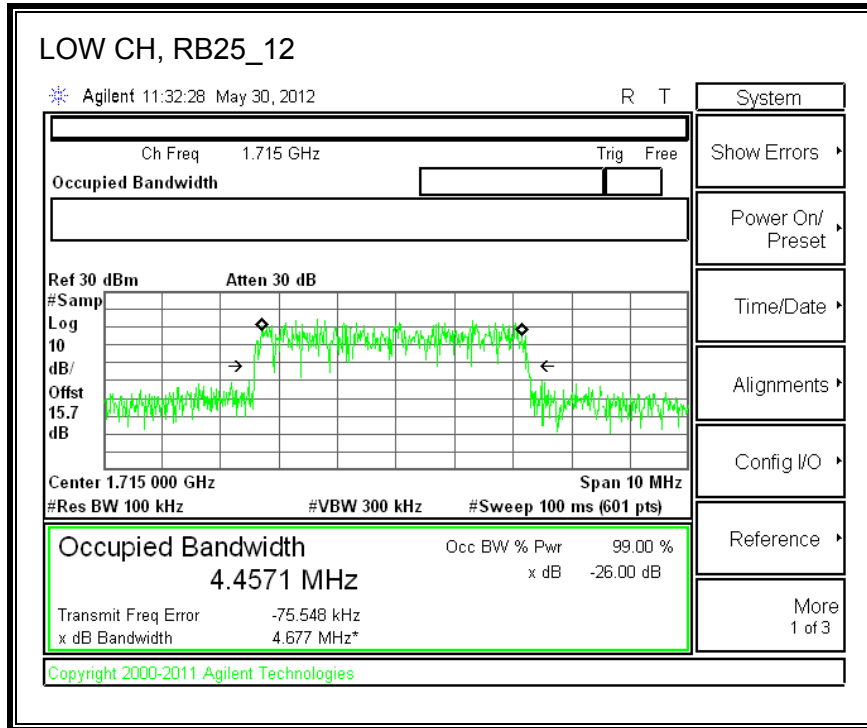 LOW CH, RB25_12
Agilent 11:32:28 May 30, 2012 R T
Ch Freq 1.715 GHz Trig Free
Occupied Bandwidth
Ref 30 dBm Atten 30 dB
#Samp
Log
10
dB/
Offst
15.7
dB
Center 1.715 000 GHz Span 10 MHz
#Res BW 100 kHz #VBW 300 kHz #Sweep 100 ms (601 pts)
Occupied Bandwidth Occ BW % Pwr 99.00 %
4.4571 MHz x dB -26.00 dB
Transmit Freq Error -75.548 kHz
x dB Bandwidth 4.677 MHz*
Copyright 2000-2011 Agilent Technologies
System
Show Errors
Power On/
Preset
Time/Date
Alignments
Config I/O
Reference
More
1 of 3